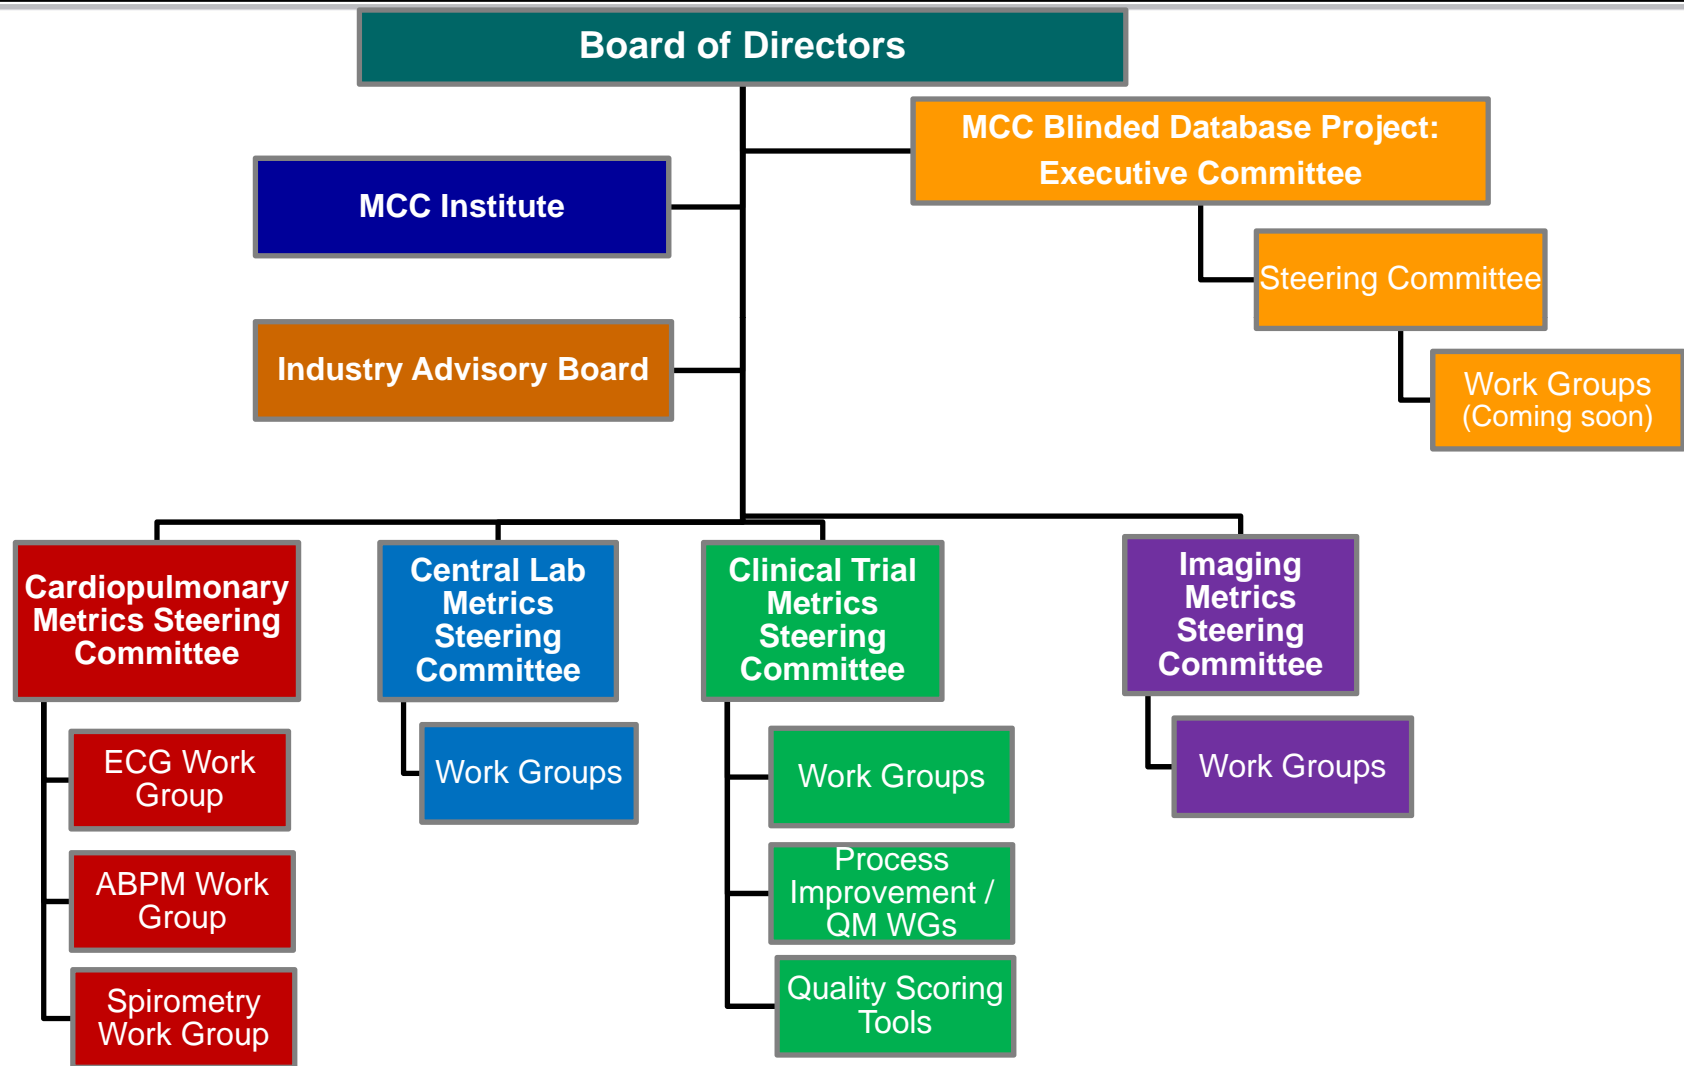 Board of Directors
MCC Blinded Database Project:
Executive Committee
MCC Institute
Steering Committee
Industry Advisory Board
Work Groups
(Coming soon)
Cardiopulmonary
Metrics Steering
Committee
Central Lab
Metrics
Steering
Committee
Clinical Trial
Metrics
Steering
Committee
Imaging
Metrics
Steering
Committee
ECG Work
Group
ABPM Work
Group
Spirometry
Work Group
Work Groups
Work Groups
Process
Improvement /
QM WGs
Quality Scoring
Tools
Work Groups